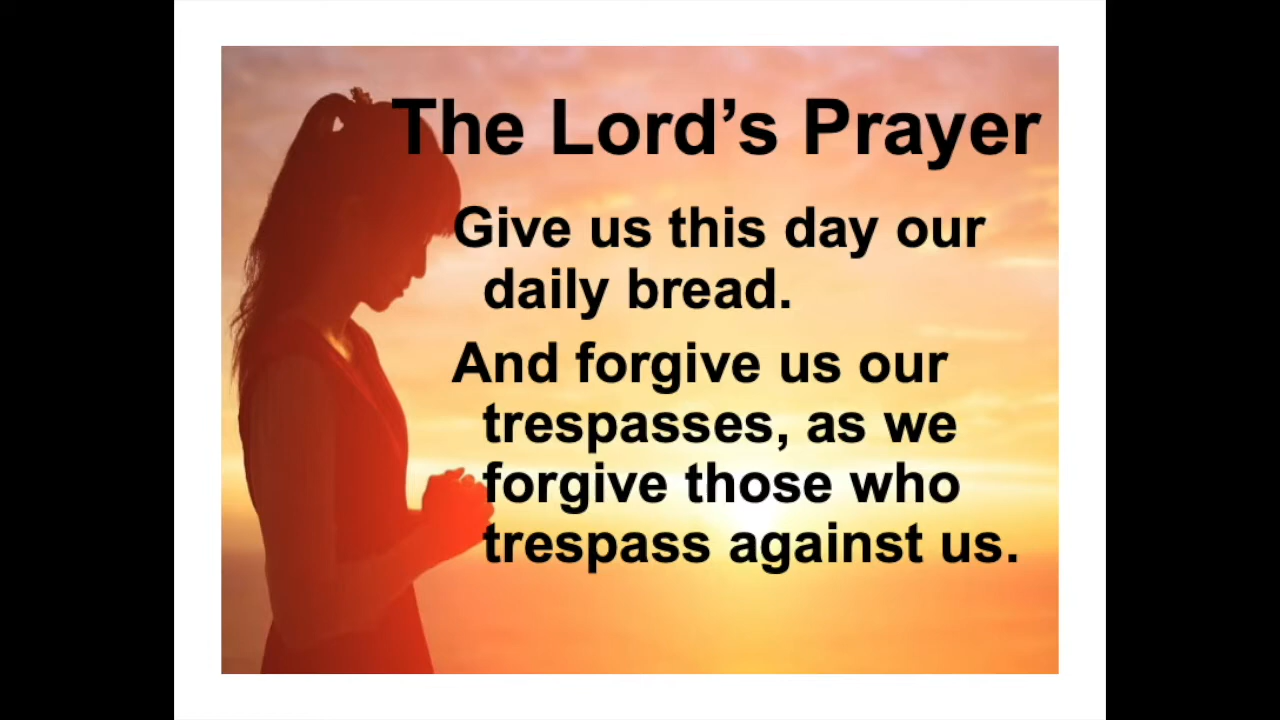 The Lord’s Prayer
Give us this day our
daily bread.
And forgive us our
trespasses, as we
forgive those who
trespass against us.